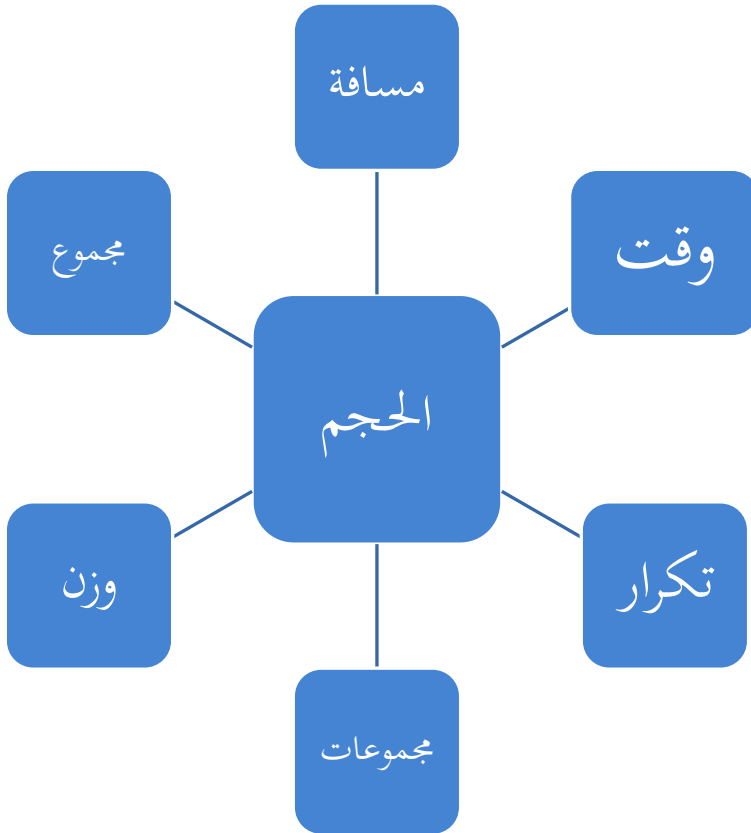 مسافة
وقت
مجموع
الحجم
تكرار
وزن
مجموعات